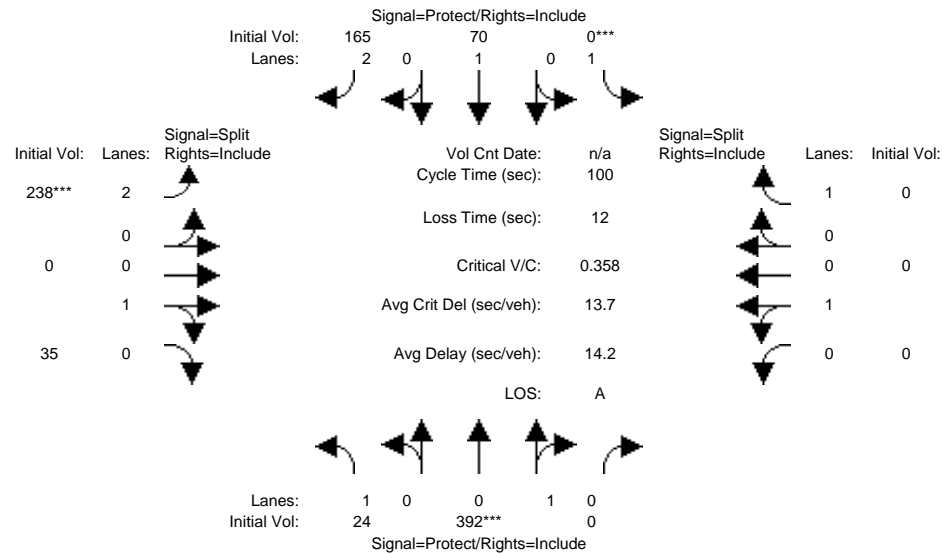 Signal=Protect/Rights=Include
Initial Vol: 165 70 0***
Lanes: 2 0 1 0 1
Signal=Split Signal=Split
Initial Vol: Lanes: Rights=Include Vol Cnt Date: n/a Rights=Include Lanes: Initial Vol:
Cycle Time (sec): 100
238*** 2 1 0
Loss Time (sec): 12
0 0
0 0 Critical V/C: 0.358 0 0
1 Avg Crit Del (sec/veh): 13.7 1
35 0 Avg Delay (sec/veh): 14.2 0 0
LOS: A
Lanes: 1 0 0 1 0
Initial Vol: 24 392*** 0
Signal=Protect/Rights=Include